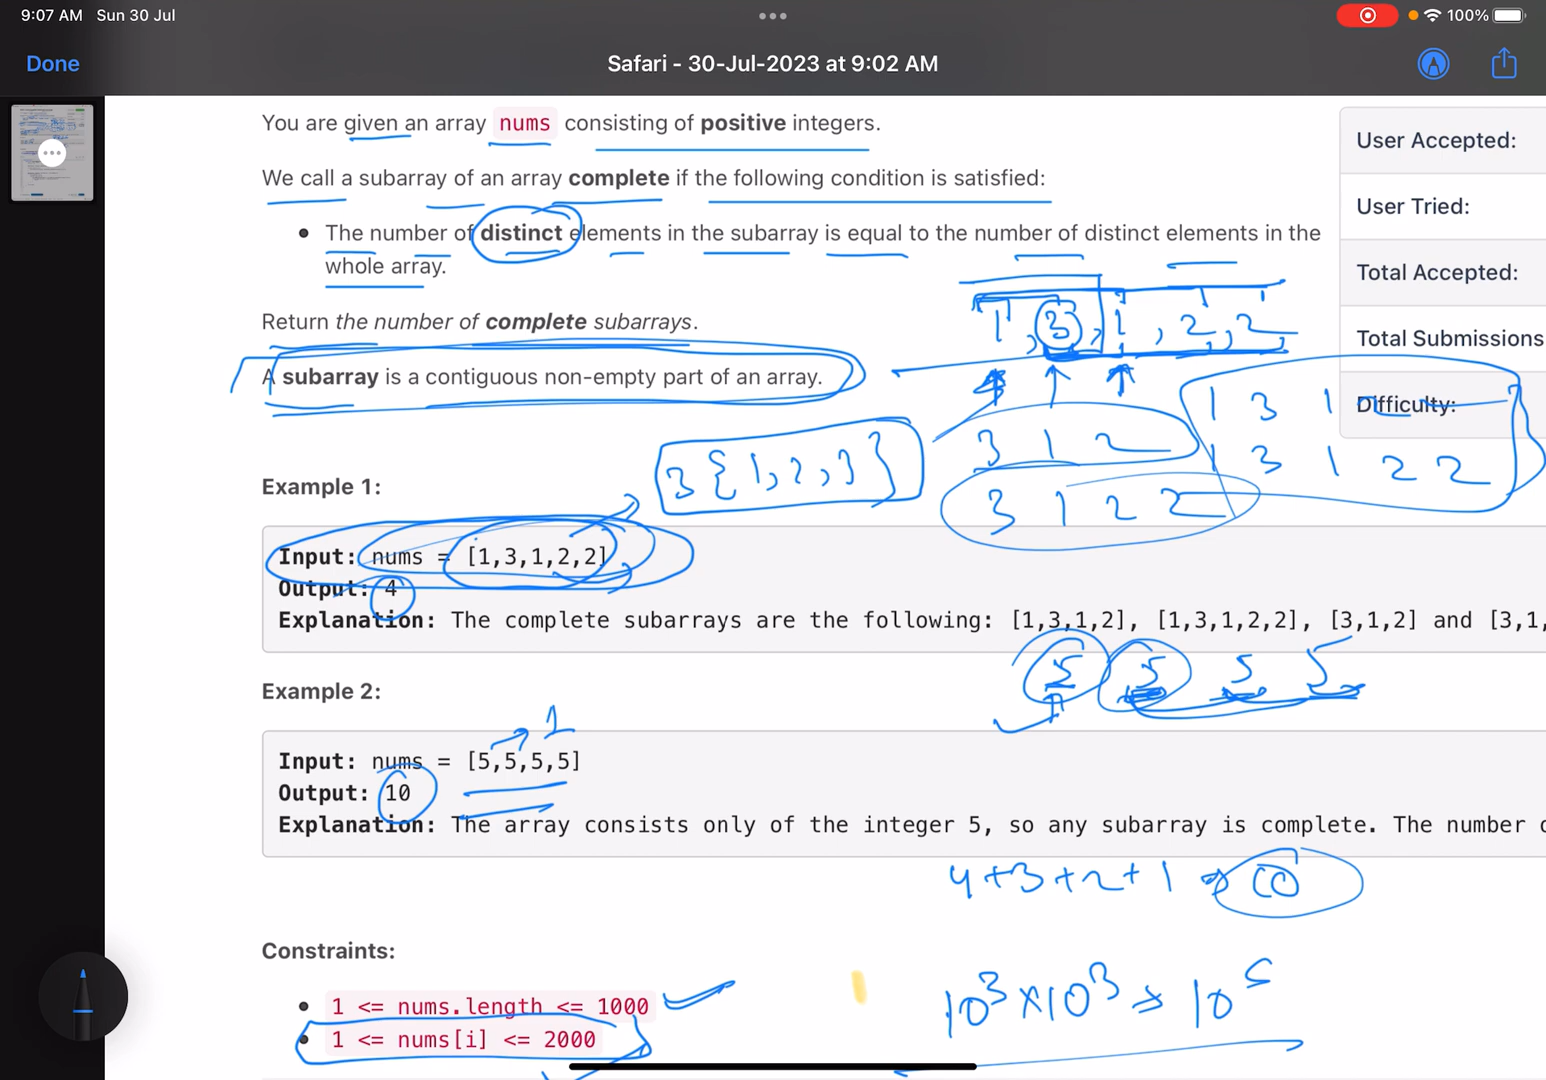 9:07 AM Sun 30 Jul
100%
Done
Safari - 30-Jul-2023 at 9:02 AM
You are given an array nums consisting of positive integers.
We call a subarray of an array complete if the following condition is satisfied:
The number of distinct elements in the subarray is equal to the number of distinct elements in the
whole array.
Return the number of complete subarrays.
A subarray is a contiguous non-empty part of an array.
User Accepted:
User Tried:
Total Accepted:
Total Submissions
Difficulty:
1, 3, 1, 2, 2
1 3 1 2
3 1 2
1 3 1 2 2
3 {1, 2, 3}
3 1 2 2
Example 1:
Input: nums = [1,3,1,2,2]
Output: 4
Explanation: The complete subarrays are the following: [1,3,1,2], [1,3,1,2,2], [3,1,2] and [3,1,
5 5 5 5
Example 2:
1
Input: nums = [5,5,5,5]
Output: 10
Explanation: The array consists only of the integer 5, so any subarray is complete. The number
4+3+2+1 → 10
Constraints:
1 <= nums.length <= 1000
1 <= nums[i] <= 2000
10³×10³ →